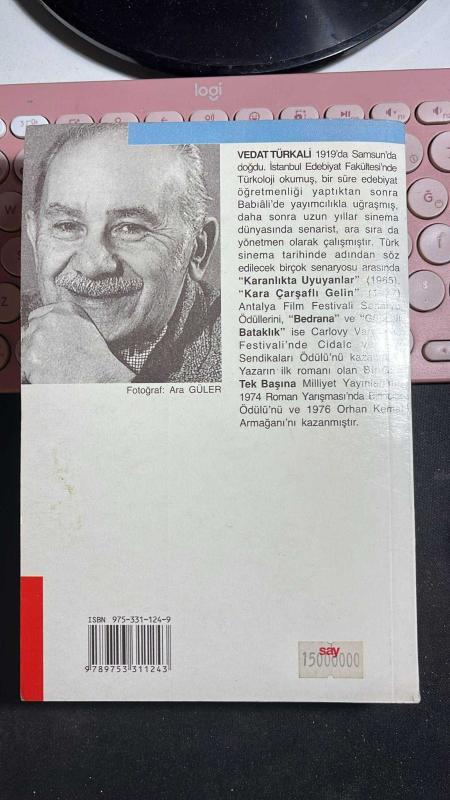 logi
VEDAT TÜRKALİ 1919'da Samsun'da
doğdu. İstanbul Edebiyat Fakültesi'nde
Türkoloji okumuş, bir süre edebiyat
öğretmenliği yaptıktan sonra
Babıâli'de yayımcılıkla uğraşmış,
daha sonra uzun yıllar sinema
dünyasında senarist, ara sıra da
yönetmen olarak çalışmıştır. Türk
sinema tarihinde adından söz
edilecek birçok senaryosu arasında
"Karanlıkta Uyuyanlar" (1965),
"Kara Çarşaflı Gelin"
Antalya Film Festivali
Ödüllerini, "Bedrana" ve
Bataklık" ise Carlovy
Festivali'nde Cidalc
Sendikaları Ödülü'nü
Yazarın ilk romanı olan
Tek Başına Milliyet
1974 Roman Yarışması'nda
Ödülü'nü ve 1976 Orhan Kemal
Armağanı'nı kazanmıştır.
Fotoğraf: Ara GÜLER
ISBN 975-331-124-9
9789753311243
say
15000000